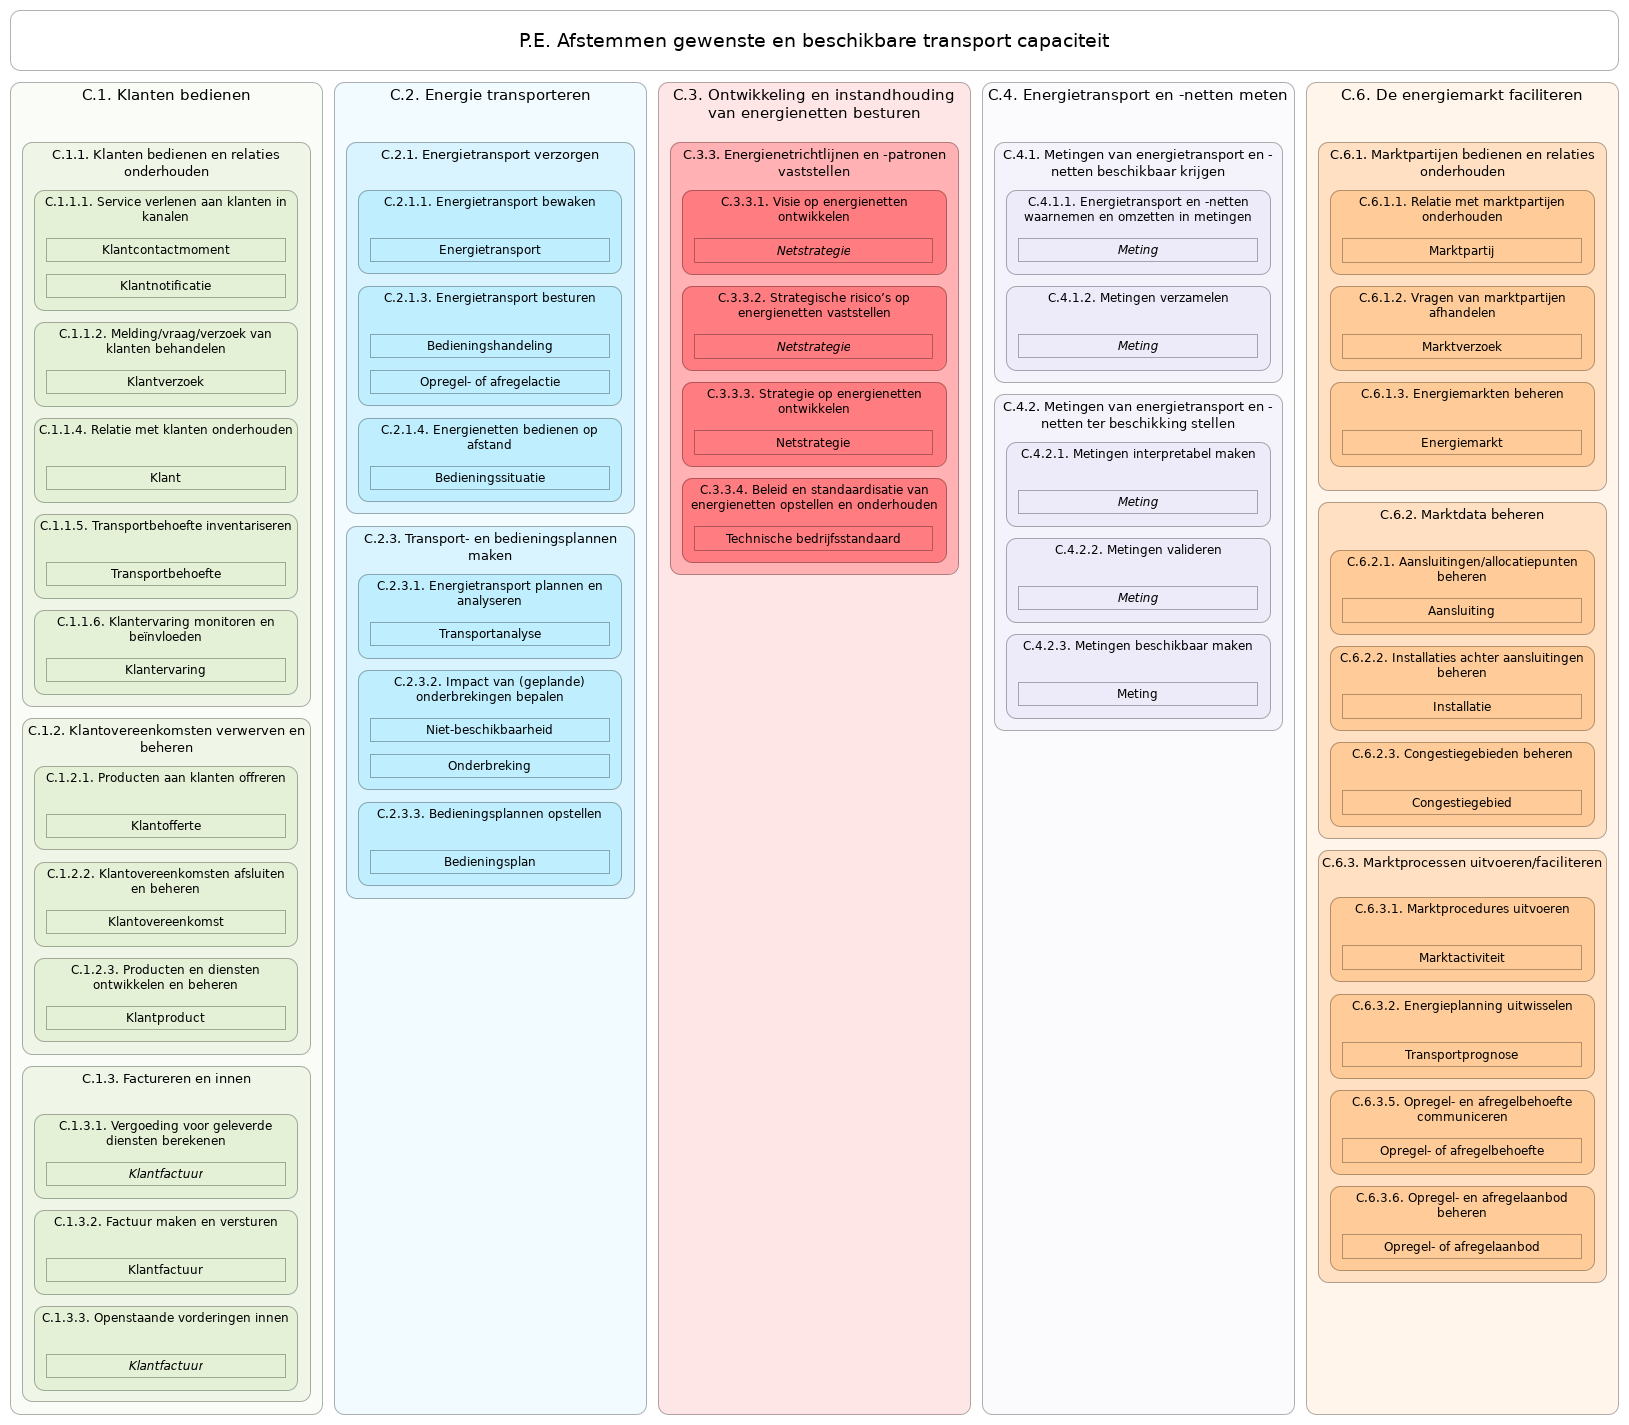 P.E. Afstemmen gewenste en beschikbare transport capaciteit
C.1. Klanten bedienen
C.1.1. Klanten bedienen en relaties
onderhouden
C.1.1.1. Service verlenen aan klanten in
kanalen
Klantcontactmoment
Klantnotificatie
C.1.1.2. Melding/vraag/verzoek van
klanten behandelen
Klantverzoek
C.1.1.4. Relatie met klanten onderhouden
Klant
C.1.1.5. Transportbehoefte inventariseren
Transportbehoefte
C.1.1.6. Klantervaring monitoren en
beïnvloeden
Klantervaring
C.1.2. Klantovereenkomsten verwerven en
beheren
C.1.2.1. Producten aan klanten offreren
Klantofferte
C.1.2.2. Klantovereenkomsten afsluiten
en beheren
Klantovereenkomst
C.1.2.3. Producten en diensten
ontwikkelen en beheren
Klantproduct
C.1.3. Factureren en innen
C.1.3.1. Vergoeding voor geleverde
diensten berekenen
Klantfactuur
C.1.3.2. Factuur maken en versturen
Klantfactuur
C.1.3.3. Openstaande vorderingen innen
Klantfactuur
C.2. Energie transporteren
C.2.1. Energietransport verzorgen
C.2.1.1. Energietransport bewaken
Energietransport
C.2.1.3. Energietransport besturen
Bedieningshandeling
Opregel- of afregelactie
C.2.1.4. Energienetten bedienen op
afstand
Bedieningssituatie
C.2.3. Transport- en bedieningsplannen
maken
C.2.3.1. Energietransport plannen en
analyseren
Transportanalyse
C.2.3.2. Impact van (geplande)
onderbrekingen bepalen
Niet-beschikbaarheid
Onderbreking
C.2.3.3. Bedieningsplannen opstellen
Bedieningsplan
C.3. Ontwikkeling en instandhouding
van energienetten besturen
C.3.3. Energienetrichtlijnen en -patronen
vaststellen
C.3.3.1. Visie op energienetten
ontwikkelen
Netstrategie
C.3.3.2. Strategische risico’s op
energienetten vaststellen
Netstrategie
C.3.3.3. Strategie op energienetten
ontwikkelen
Netstrategie
C.3.3.4. Beleid en standaardisatie van
energienetten opstellen en onderhouden
Technische bedrijfsstandaard
C.4. Energietransport en -netten meten
C.4.1. Metingen van energietransport en -
netten beschikbaar krijgen
C.4.1.1. Energietransport en -netten
waarnemen en omzetten in metingen
Meting
C.4.1.2. Metingen verzamelen
Meting
C.4.2. Metingen van energietransport en -
netten ter beschikking stellen
C.4.2.1. Metingen interpretabel maken
Meting
C.4.2.2. Metingen valideren
Meting
C.4.2.3. Metingen beschikbaar maken
Meting
C.6. De energiemarkt faciliteren
C.6.1. Marktpartijen bedienen en relaties
onderhouden
C.6.1.1. Relatie met marktpartijen
onderhouden
Marktpartij
C.6.1.2. Vragen van marktpartijen
afhandelen
Marktverzoek
C.6.1.3. Energiemarkten beheren
Energiemarkt
C.6.2. Marktdata beheren
C.6.2.1. Aansluitingen/allocatiepunten
beheren
Aansluiting
C.6.2.2. Installaties achter aansluitingen
beheren
Installatie
C.6.2.3. Congestiegebieden beheren
Congestiegebied
C.6.3. Marktprocessen uitvoeren/faciliteren
C.6.3.1. Marktprocedures uitvoeren
Marktactiviteit
C.6.3.2. Energieplanning uitwisselen
Transportprognose
C.6.3.5. Opregel- en afregelbehoefte
communiceren
Opregel- of afregelbehoefte
C.6.3.6. Opregel- en afregelaanbod
beheren
Opregel- of afregelaanbod